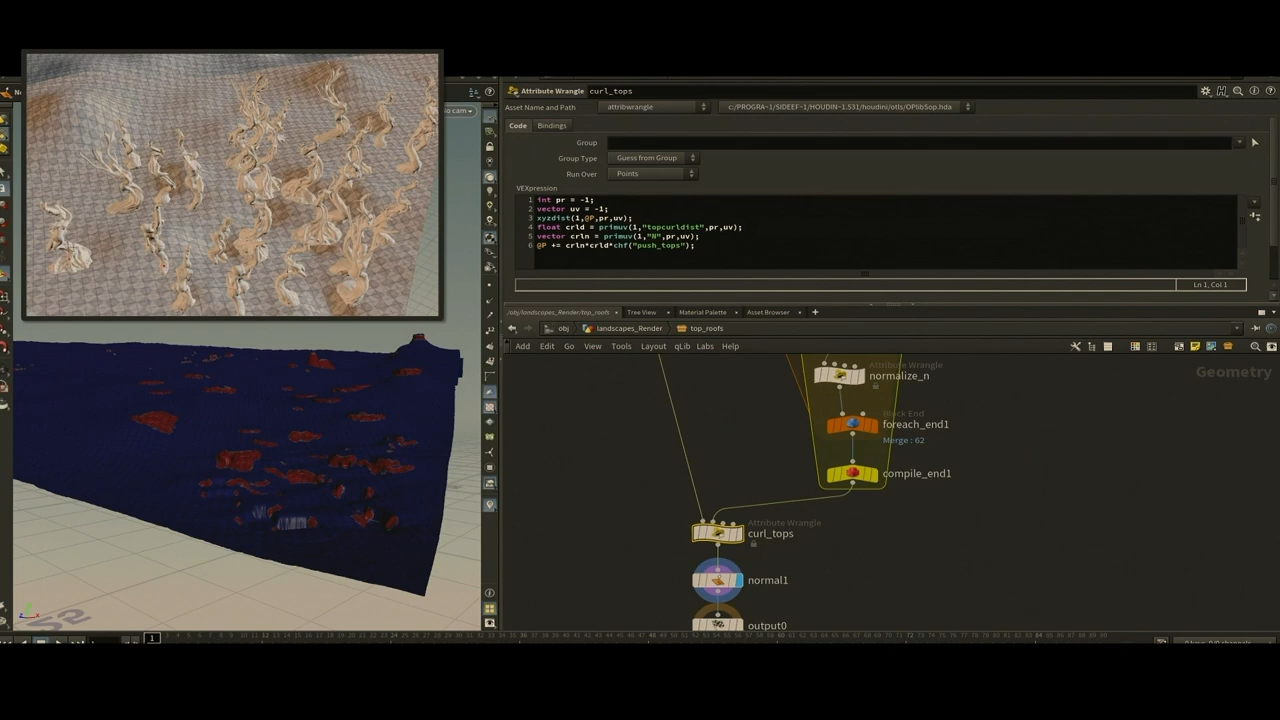 Attribute Wrangle curl_tops
Asset Name and Path attribwrangle c:/PROGRA~1/SIDEEF~1/HOUDIN~1.531/houdini/otls/OPlibSop.hda
o cam
Code Bindings
Group
Group Type Guess from Group
Run Over Points
VEXpression
1 int pr = -1;
2 vector uv = -1;
3 xyzdist(1,@P,pr,uv);
4 float crld = primuv(1,"topcurldist",pr,uv);
5 vector crln = primuv(1,"N",pr,uv);
6 @P += crln*crld*chf("push_tops");
Ln 1, Col 1
/obj/landscapes_Render/top_roofs Tree View Material Palette Asset Browser
obj landscapes_Render top_roofs
Add Edit Go View Tools Layout qLib Labs Help
Geometry
Attribute Wrangle
normalize_n
Block End
foreach_end1
Merge : 62
compile_end1
Attribute Wrangle
curl_tops
normal1
output0
1